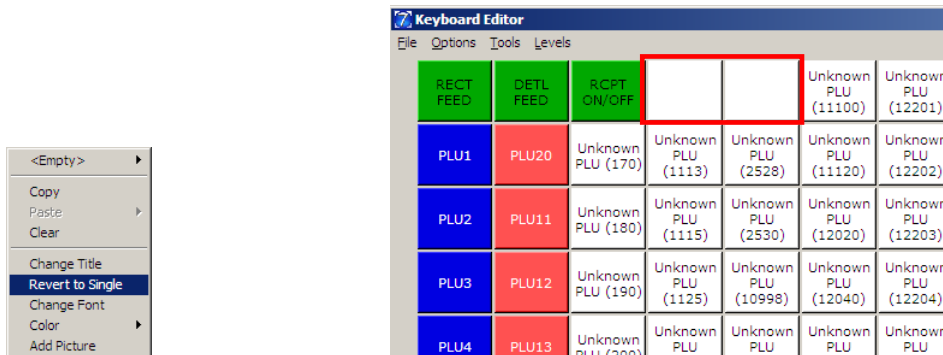 <Empty>
Copy
Paste
Clear
Change Title
Revert to Single
Change Font
Color
Add Picture
Keyboard Editor
File Options Tools Levels
RECT FEED
DETL FEED
RCPT ON/OFF
Unknown PLU (11100)
Unknown PLU (12201)
PLU1
PLU20
Unknown PLU (170)
Unknown PLU (1113)
Unknown PLU (2528)
Unknown PLU (11120)
Unknown PLU (12202)
PLU2
PLU11
Unknown PLU (180)
Unknown PLU (1115)
Unknown PLU (2530)
Unknown PLU (12020)
Unknown PLU (12203)
PLU3
PLU12
Unknown PLU (190)
Unknown PLU (1125)
Unknown PLU (10998)
Unknown PLU (12040)
Unknown PLU (12204)
PLU4
PLU13
Unknown
Unknown PLU
Unknown PLU
Unknown PLU
Unknown PLU